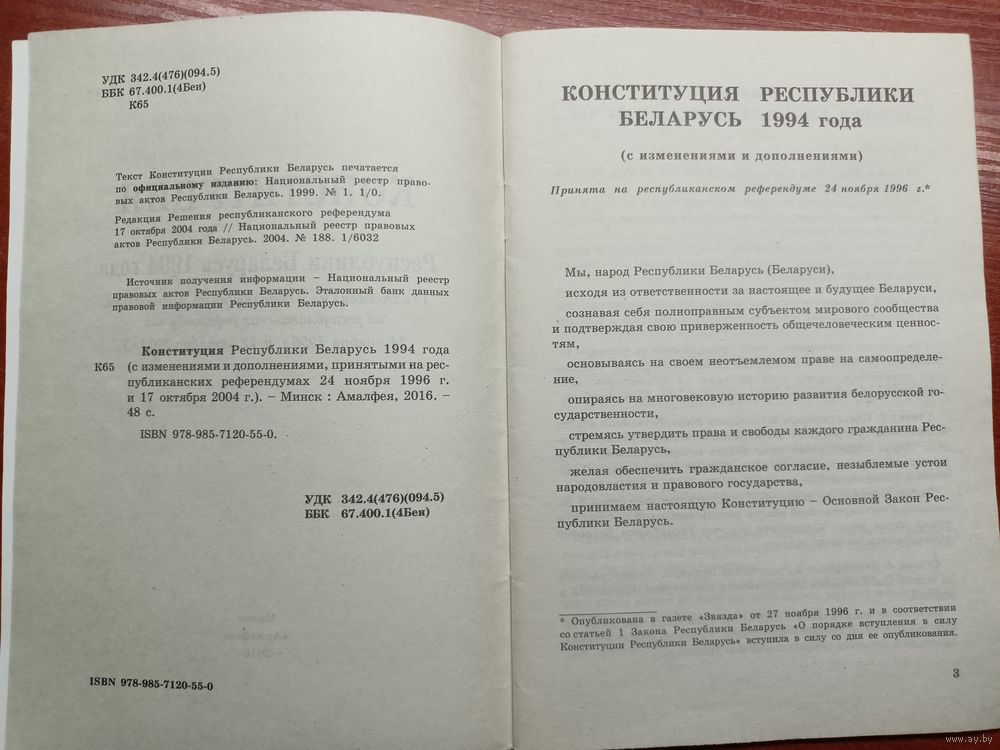 УДК 342.4(476)(094.5)
ББК 67.400.1(4Беи)
К65
Текст Конституции Республики Беларусь печатается
по официальному изданию: Национальный реестр право-
вых актов Республики Беларусь. 1999. № 1. 1/0.
Редакция Решения республиканского референдума
17 октября 2004 года // Национальный реестр правовых
актов Республики Беларусь. 2004. № 188. 1/6032
Источник получения информации – Национальный реестр
правовых актов Республики Беларусь. Эталонный банк данных
правовой информации Республики Беларусь.
Конституция Республики Беларусь 1994 года
К65 (с изменениями и дополнениями, принятыми на рес-
публиканских референдумах 24 ноября 1996 г.
и 17 октября 2004 г.). – Минск : Амалфея, 2016. –
48 с.
ISBN 978-985-7120-55-0.
УДК 342.4(476)(094.5)
ББК 67.400.1(4Беи)
ISBN 978-985-7120-55-0
КОНСТИТУЦИЯ РЕСПУБЛИКИ
БЕЛАРУСЬ 1994 года
(с изменениями и дополнениями)
Принята на республиканском референдуме 24 ноября 1996 г.*
Мы, народ Республики Беларусь (Беларуси),
исходя из ответственности за настоящее и будущее Беларуси,
сознавая себя полноправным субъектом мирового сообщества
и подтверждая свою приверженность общечеловеческим ценнос-
тям,
основываясь на своем неотъемлемом праве на самоопределе-
ние,
опираясь на многовековую историю развития белорусской го-
сударственности,
стремясь утвердить права и свободы каждого гражданина Рес-
публики Беларусь,
желая обеспечить гражданское согласие, незыблемые устои
народовластия и правового государства,
принимаем настоящую Конституцию – Основной Закон Рес-
публики Беларусь.
* Опубликована в газете «Звязда» от 27 ноября 1996 г. и в соответствии
со статьей 1 Закона Республики Беларусь «О порядке вступления в силу
Конституции Республики Беларусь» вступила в силу со дня ее опубликования.
3
www.ay.by